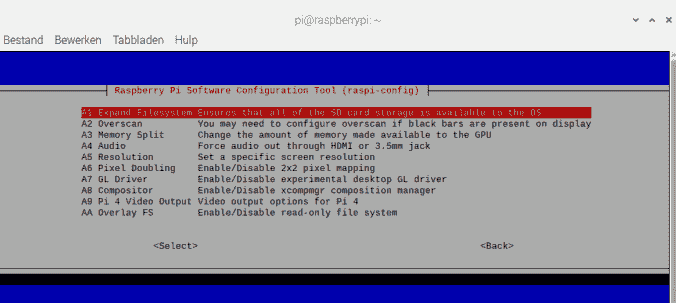 pi@raspberrypi: ~
Bestand Bewerken Tabbladen Hulp
Raspberry Pi Software Configuration Tool (raspi-config)
A1 Expand Filesystem Ensures that all of the SD card storage is available to the OS
A2 Overscan You may need to configure overscan if black bars are present on display
A3 Memory Split Change the amount of memory made available to the GPU
A4 Audio Force audio out through HDMI or 3.5mm jack
A5 Resolution Set a specific screen resolution
A6 Pixel Doubling Enable/Disable 2x2 pixel mapping
A7 GL Driver Enable/Disable experimental desktop GL driver
A8 Compositor Enable/Disable xcompmgr composition manager
A9 Pi 4 Video Output Video output options for Pi 4
AA Overlay FS Enable/Disable read-only file system
<Select> <Back>